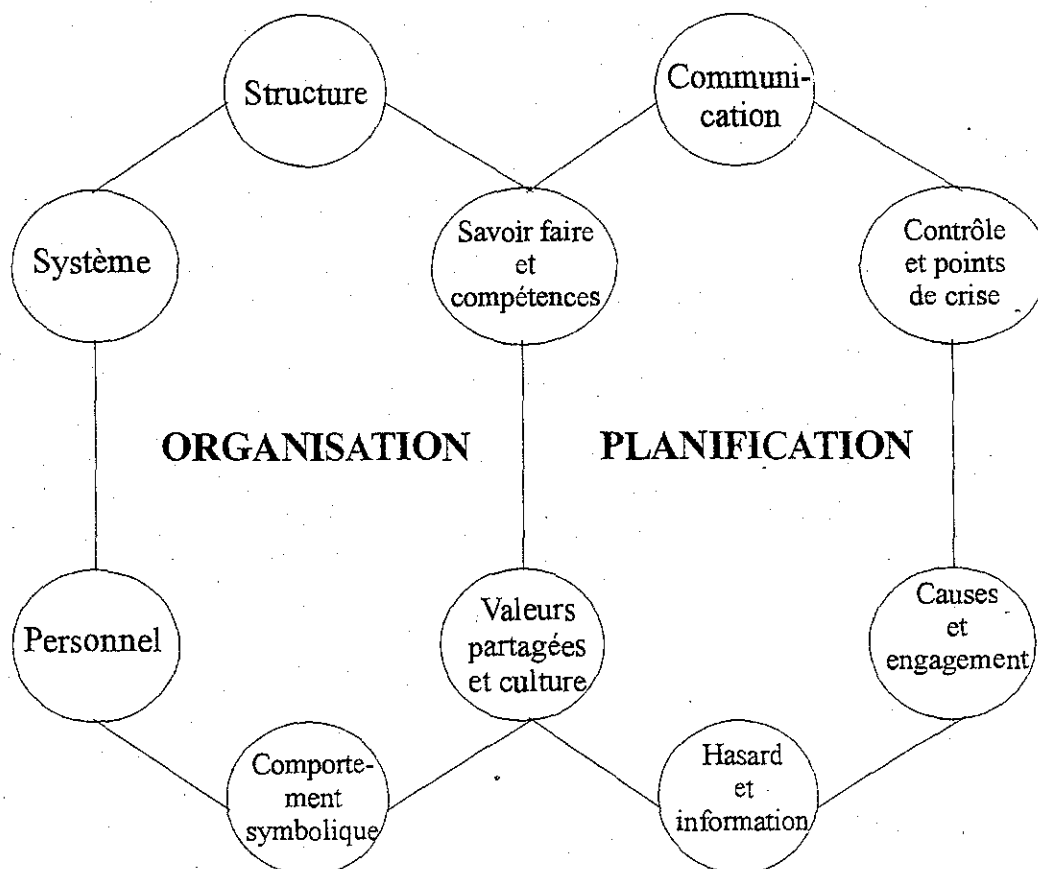 Structure
Communi-
cation
Système
Savoir faire
et
compétences
Contrôle
et points
de crise
ORGANISATION
PLANIFICATION
Personnel
Valeurs
partagées
et culture
Causes
et
engagement
Comporte-
ment
symbolique
Hasard
et
information